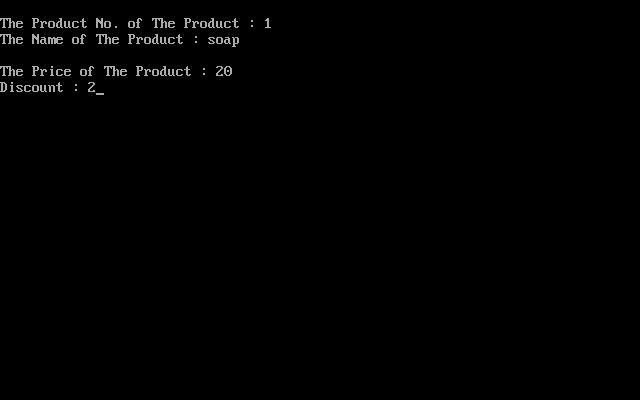 The Product No. of The Product : 1
The Name of The Product : soap
The Price of The Product : 20
Discount : 2_